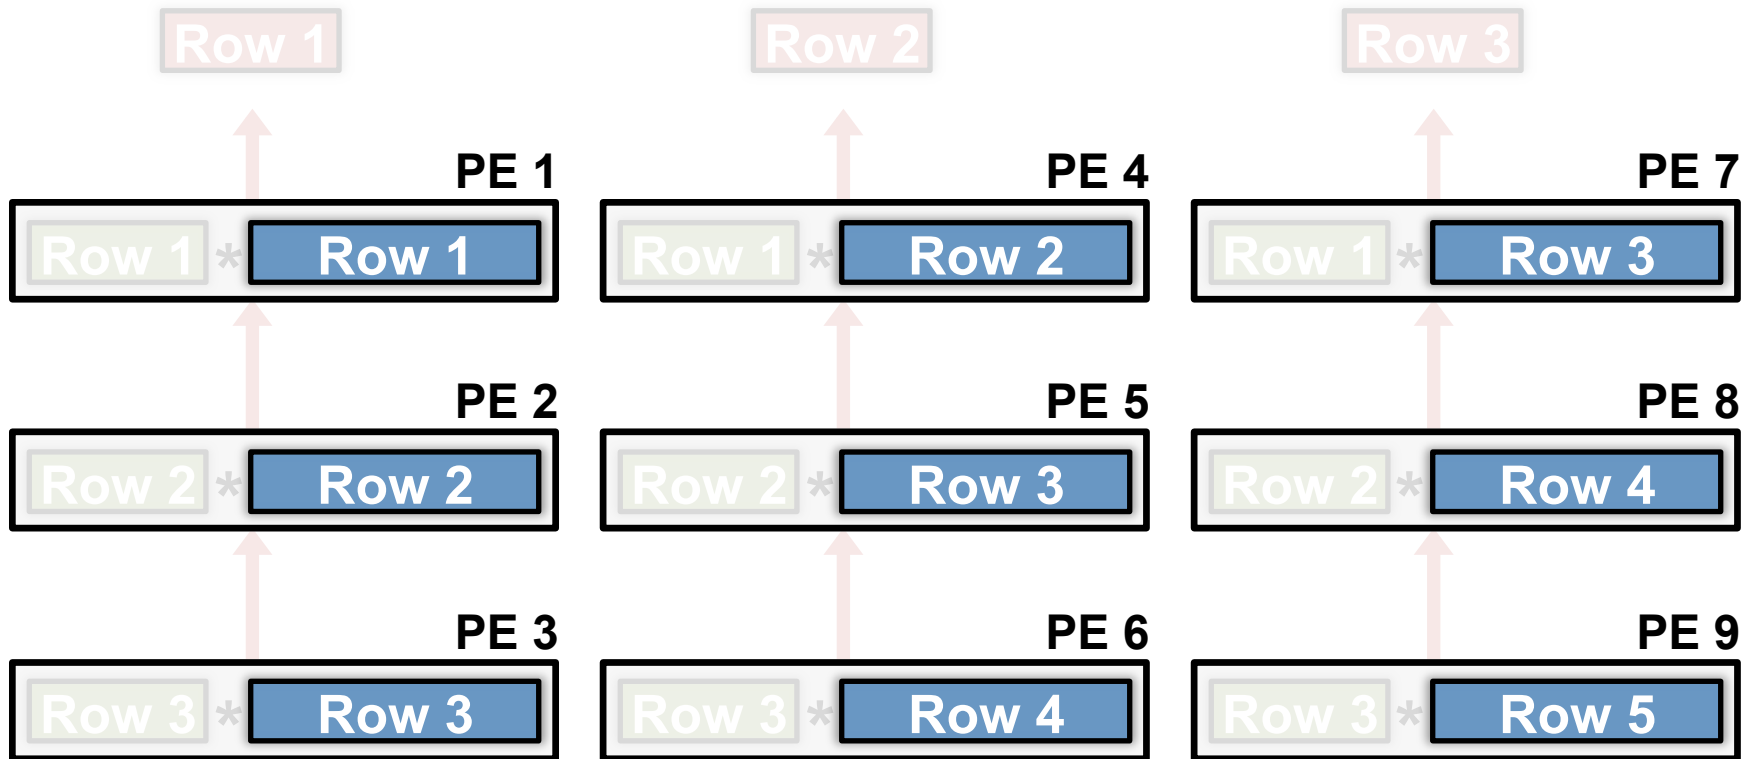 Row 1 Row 2 Row 3
PE 1 PE 4 PE 7
Row 1 * Row 1 Row 1 * Row 2 Row 1 * Row 3
PE 2 PE 5 PE 8
Row 2 * Row 2 Row 2 * Row 3 Row 2 * Row 4
PE 3 PE 6 PE 9
Row 3 * Row 3 Row 3 * Row 4 Row 3 * Row 5